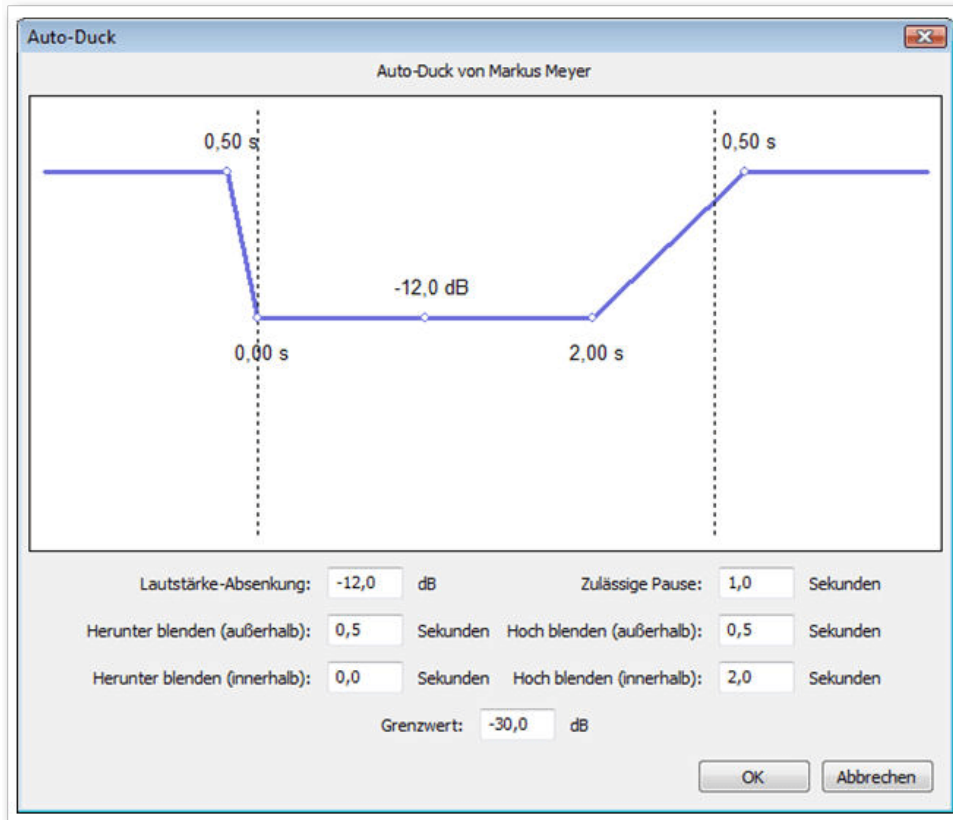 Auto-Duck
Auto-Duck von Markus Meyer
0,50 s 0,50 s
-12,0 dB
0,00 s 2,00 s
Lautstärke-Absenkung: -12,0 dB Zulässige Pause: 1,0 Sekunden
Herunter blenden (außerhalb): 0,5 Sekunden Hoch blenden (außerhalb): 0,5 Sekunden
Herunter blenden (innerhalb): 0,0 Sekunden Hoch blenden (innerhalb): 2,0 Sekunden
Grenzwert: -30,0 dB
OK Abbrechen